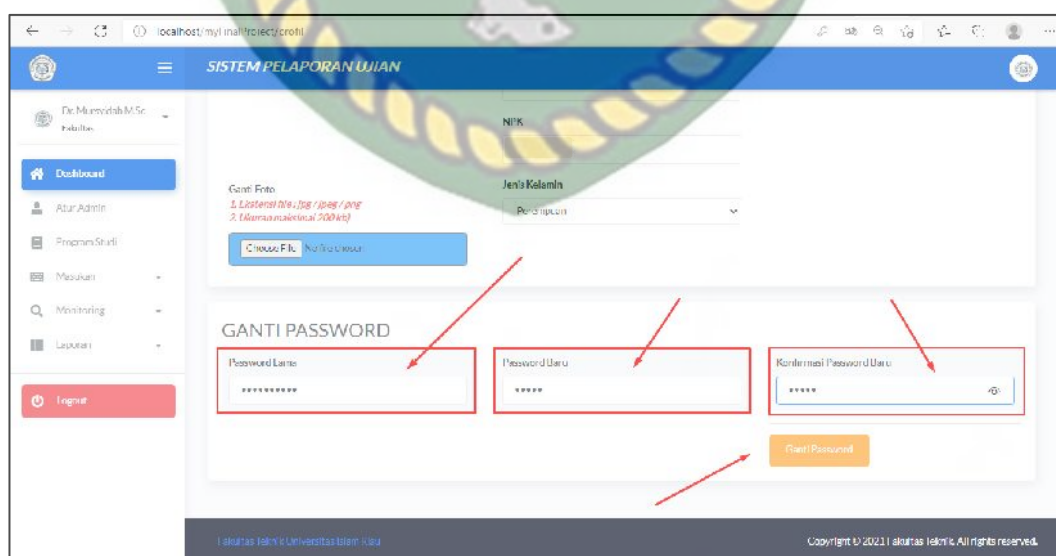 localhost/myFinalProject/profil
SISTEM PELAPORAN UJIAN
Fakultas
NPK
Dashboard
Ganti Foto
Jenis Kelamin
1. Ekstensi file : jpg / jpeg / png
Perempuan
Atur Admin
2. Ukuran maksimal 200 kb)
Program Studi
Choose File No file chosen
Masukan
Monitoring
GANTI PASSWORD
Laporan
Password Lama
Password Baru
Konfirmasi Password Baru
**********
*****
*****
Logout
Ganti Password
Fakultas Teknik Universitas Islam Riau
Copyright © 2021 Fakultas Teknik. All rights reserved.